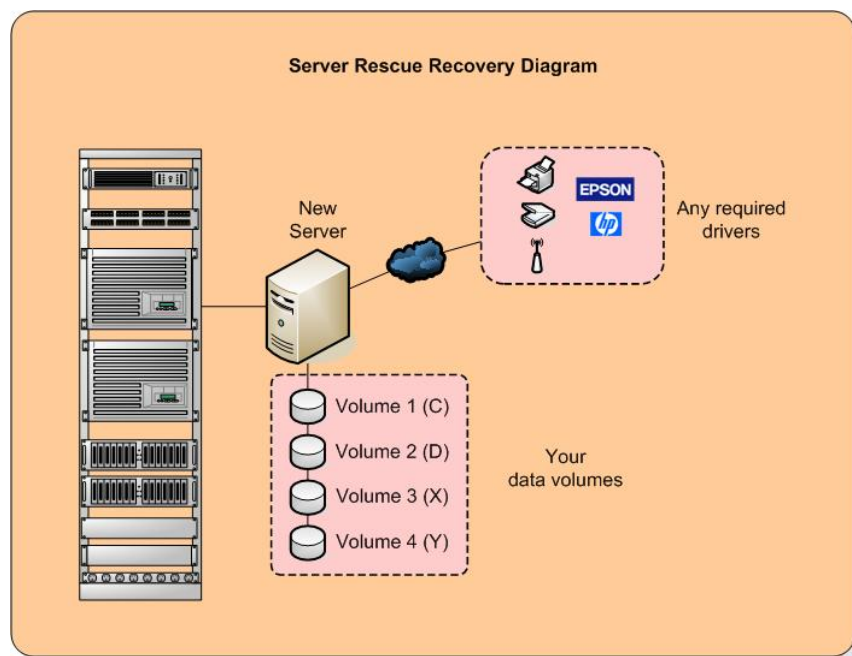 Server Rescue Recovery Diagram
New
Server
EPSON
hp
Any required
drivers
Volume 1 (C)
Volume 2 (D)
Volume 3 (X)
Volume 4 (Y)
Your
data volumes